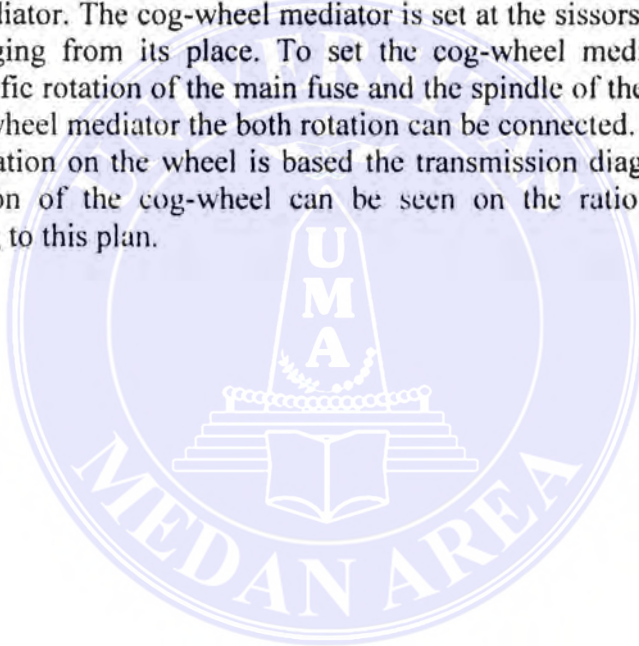 diator. The cog-wheel mediator is set at the sissors
ging from its place. To set the cog-wheel med
fic rotation of the main fuse and the spindle of the
wheel mediator the both rotation can be connected.
ation on the wheel is based the transmission diag
on of the cog-wheel can be seen on the ratio
to this plan.
UNIVERSITAS
U
M
A
MEDAN AREA